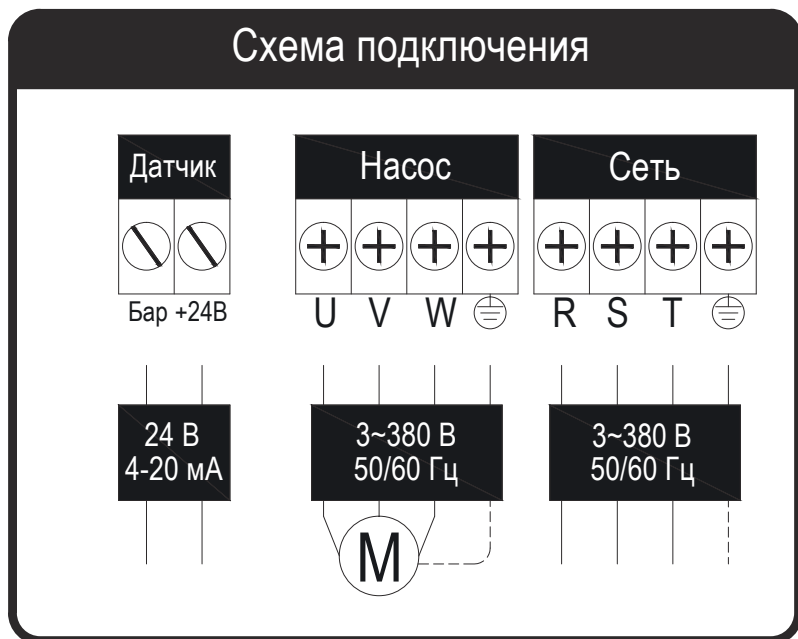 Схема подключения
Датчик
Насос
Сеть
Бар +24В
U V W
R S T
24 В
4-20 мА
3~380 В
50/60 Гц
3~380 В
50/60 Гц
M